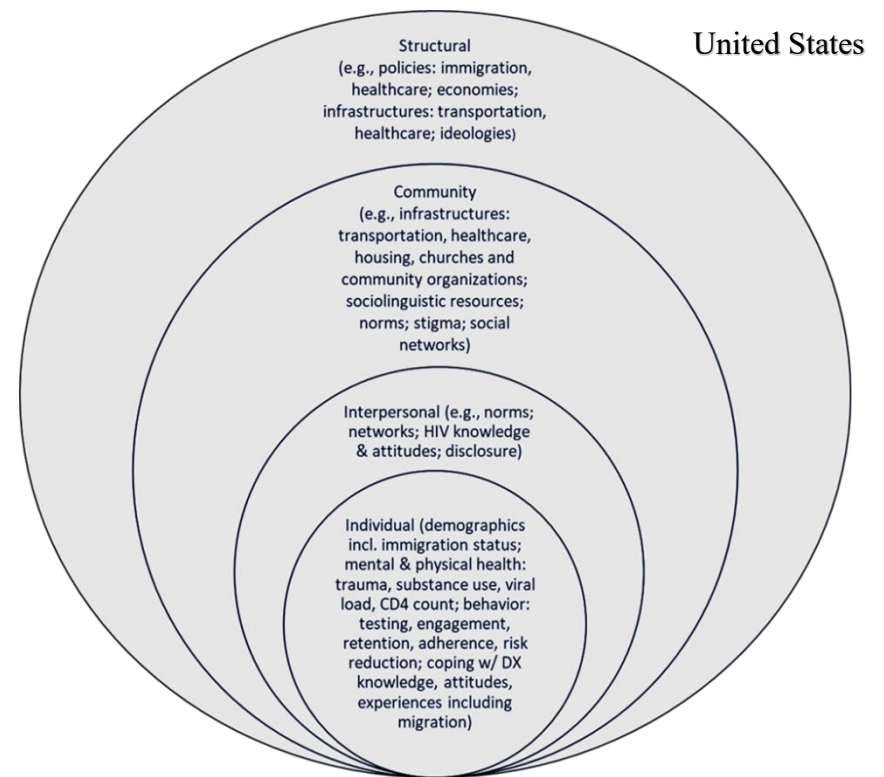 United States
Structural
(e.g., policies: immigration,
healthcare; economies;
infrastructures: transportation,
healthcare; ideologies)
Community
(e.g., infrastructures:
transportation, healthcare,
housing, churches and
community organizations;
sociolinguistic resources;
norms; stigma; social
networks)
Interpersonal (e.g., norms;
networks; HIV knowledge
& attitudes; disclosure)
Individual (demographics
incl. immigration status;
mental & physical health:
trauma, substance use, viral
load, CD4 count; behavior:
testing, engagement,
retention, adherence, risk
reduction; coping w/ DX
knowledge, attitudes,
experiences including
migration)